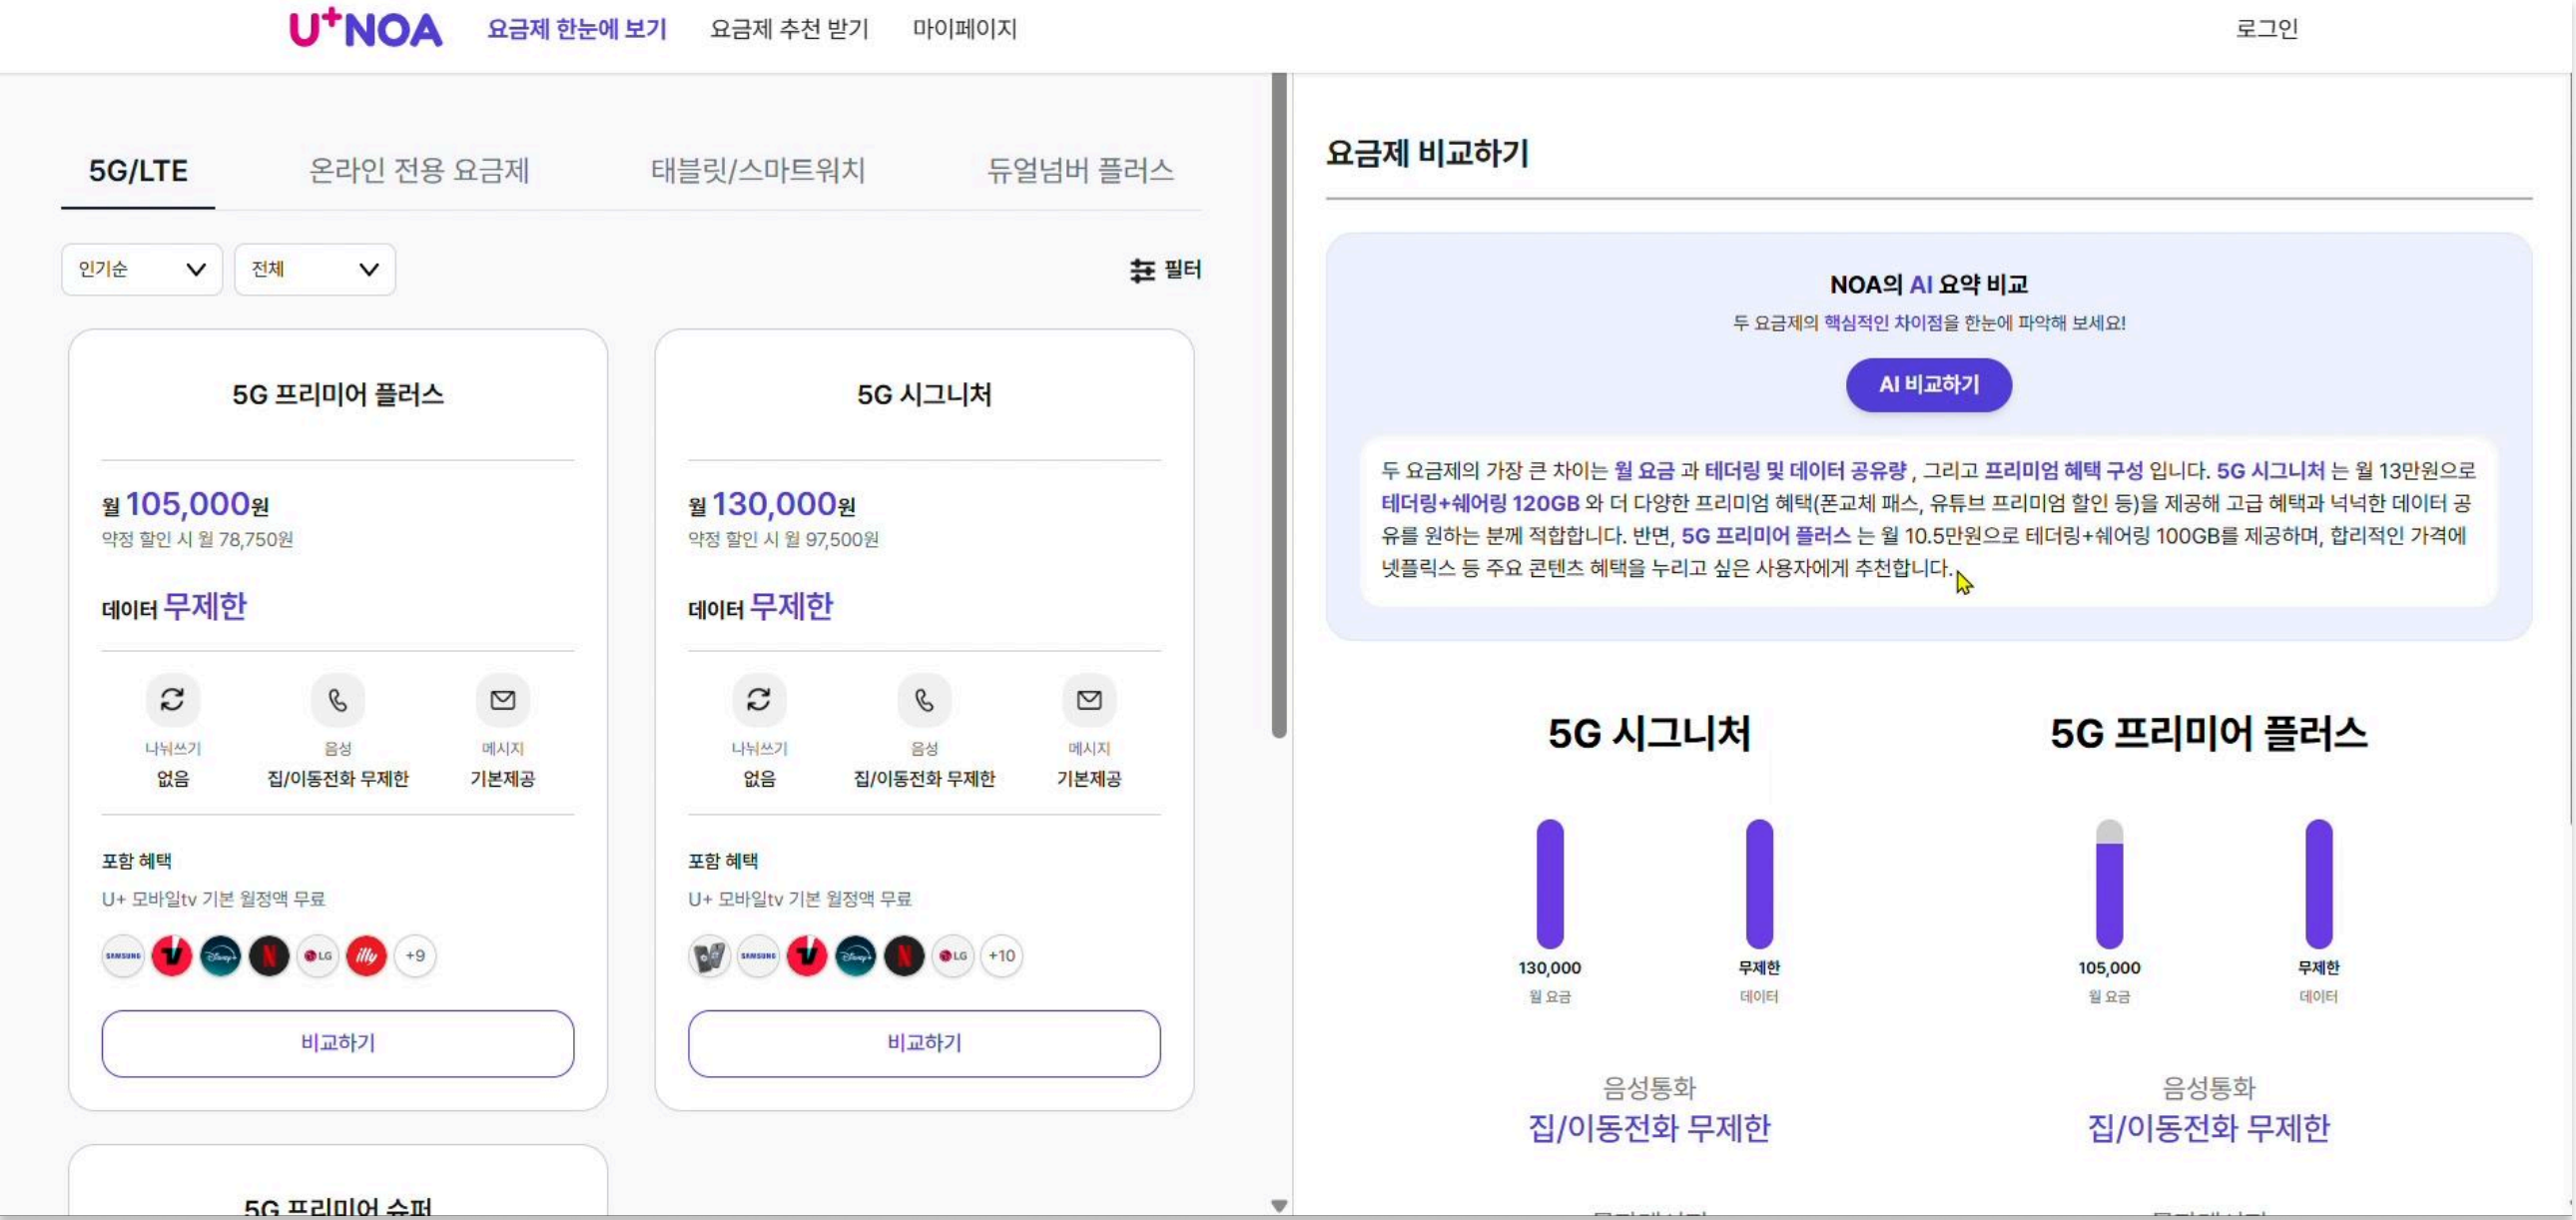 U+NOA 요금제 한눈에 보기 요금제 추천 받기 마이페이지 로그인
5G/LTE 온라인 전용 요금제 태블릿/스마트워치 듀얼넘버 플러스
인기순 전체 필터
5G 프리미어 플러스
월 105,000원
약정 할인 시 월 78,750원
데이터 무제한
나눠쓰기 음성 메시지
없음 집/이동전화 무제한 기본제공
포함 혜택
U+ 모바일tv 기본 월정액 무료
SAMSUNG Disney+ N LG illy +9
비교하기
5G 시그니처
월 130,000원
약정 할인 시 월 97,500원
데이터 무제한
나눠쓰기 음성 메시지
없음 집/이동전화 무제한 기본제공
포함 혜택
U+ 모바일tv 기본 월정액 무료
SAMSUNG Disney+ N LG +10
비교하기
5G 프리미어 슈퍼
요금제 비교하기
NOA의 AI 요약 비교
두 요금제의 핵심적인 차이점을 한눈에 파악해 보세요!
AI 비교하기
두 요금제의 가장 큰 차이는 월 요금 과 테더링 및 데이터 공유량 , 그리고 프리미엄 혜택 구성 입니다. 5G 시그니처 는 월 13만원으로
테더링+쉐어링 120GB 와 더 다양한 프리미엄 혜택(폰교체 패스, 유튜브 프리미엄 할인 등)을 제공해 고급 혜택과 넉넉한 데이터 공
유를 원하는 분께 적합합니다. 반면, 5G 프리미어 플러스 는 월 10.5만원으로 테더링+쉐어링 100GB를 제공하며, 합리적인 가격에
넷플릭스 등 주요 콘텐츠 혜택을 누리고 싶은 사용자에게 추천합니다.
5G 시그니처 5G 프리미어 플러스
130,000 무제한 105,000 무제한
월 요금 데이터 월 요금 데이터
음성통화 음성통화
집/이동전화 무제한 집/이동전화 무제한